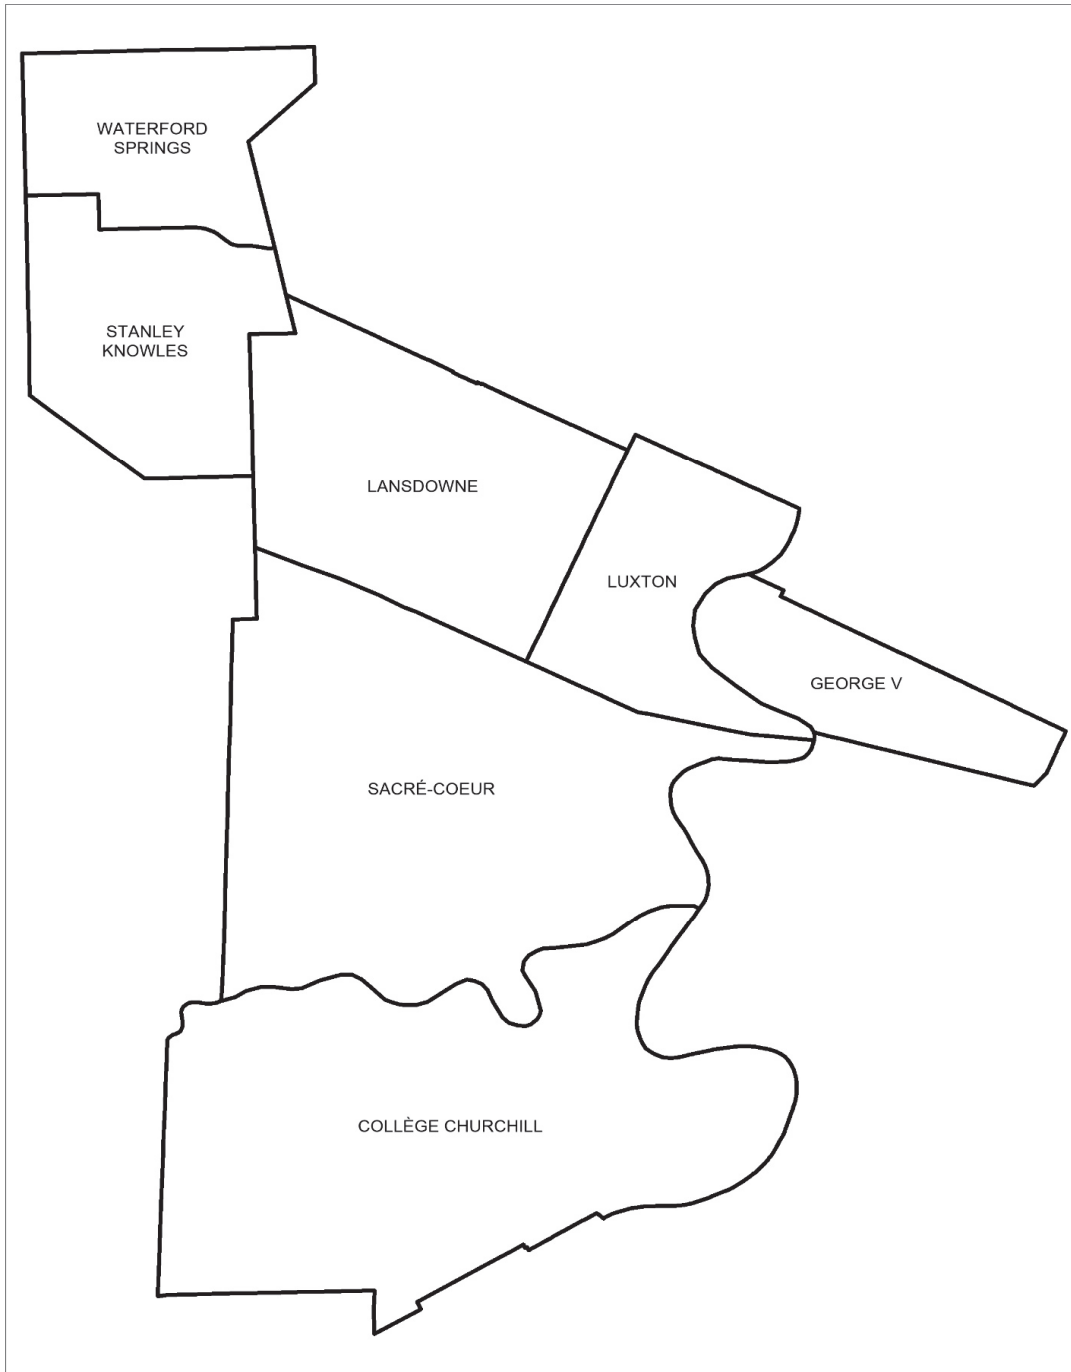 WATERFORD
SPRINGS
STANLEY
KNOWLES
LANSDOWNE
LUXTON
GEORGE V
SACRÉ-COEUR
COLLÈGE CHURCHILL